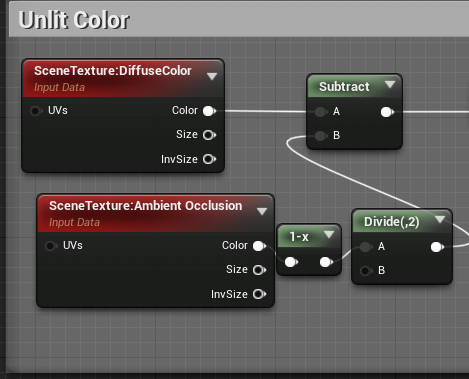 Unlit Color
SceneTexture:DiffuseColor
Input Data
UVs
Color
Size
InvSize
Subtract
A
B
SceneTexture:Ambient Occlusion
Input Data
UVs
Color
Size
InvSize
1-x
Divide(,2)
A
B